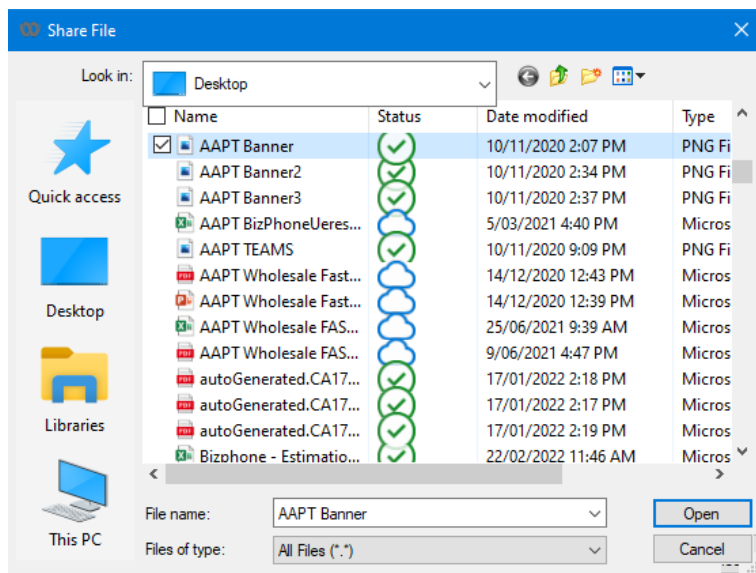 Share File
Look in: Desktop
Name Status Date modified Type
AAPT Banner 10/11/2020 2:07 PM PNG Fi
AAPT Banner2 10/11/2020 2:34 PM PNG Fi
AAPT Banner3 10/11/2020 2:37 PM PNG Fi
AAPT BizPhoneUeres... 5/03/2021 4:40 PM Micros
AAPT TEAMS 10/11/2020 9:09 PM PNG Fi
AAPT Wholesale Fast... 14/12/2020 12:43 PM Micros
AAPT Wholesale Fast... 14/12/2020 12:39 PM Micros
AAPT Wholesale FAS... 25/06/2021 9:39 AM Micros
AAPT Wholesale FAS... 9/06/2021 4:47 PM Micros
autoGenerated.CA17... 17/01/2022 2:18 PM Micros
autoGenerated.CA17... 17/01/2022 2:17 PM Micros
autoGenerated.CA17... 17/01/2022 2:19 PM Micros
Bizphone - Estimatio... 22/02/2022 11:46 AM Micros
Quick access
Desktop
Libraries
This PC
File name: AAPT Banner Open
Files of type: All Files (*.*) Cancel